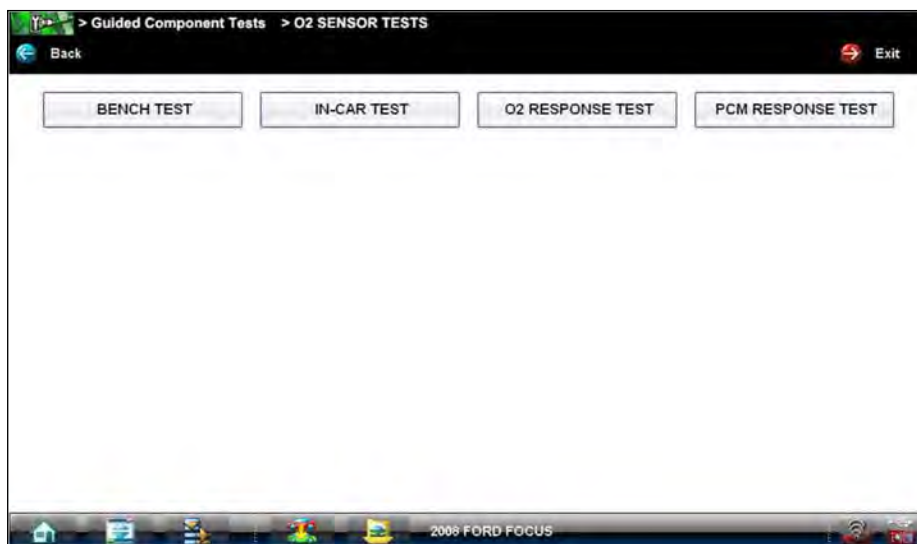 > Guided Component Tests > O2 SENSOR TESTS
Back
Exit
BENCH TEST
IN-CAR TEST
O2 RESPONSE TEST
PCM RESPONSE TEST
2008 FORD FOCUS